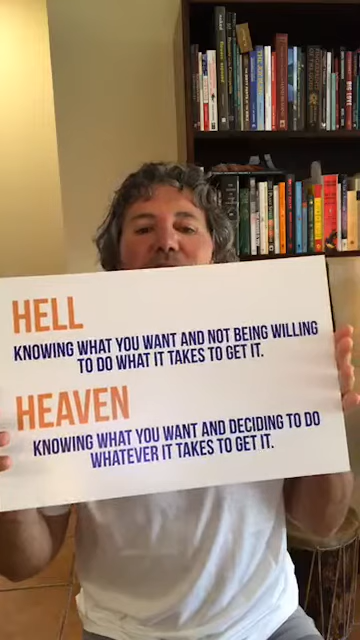 HELL
KNOWING WHAT YOU WANT AND NOT BEING WILLING
TO DO WHAT IT TAKES TO GET IT.
HEAVEN
KNOWING WHAT YOU WANT AND DECIDING TO DO
WHATEVER IT TAKES TO GET IT.